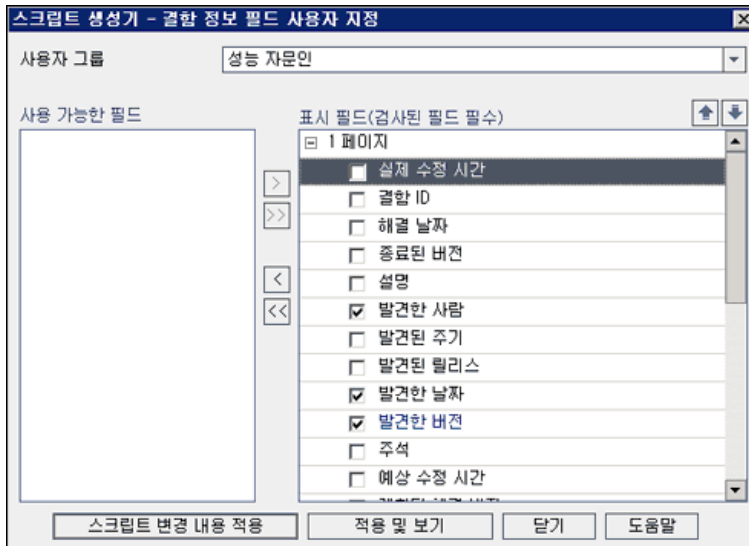 스크립트 생성기 - 결함 정보 필드 사용자 지정
사용자 그룹
성능 자문인
사용 가능한 필드
표시 필드(검사된 필드 필수)
1 페이지
실제 수정 시간
결함 ID
해결 날짜
종료된 버전
설명
발견한 사람
발견된 주기
발견된 릴리스
발견한 날짜
발견한 버전
주석
예상 수정 시간
>
>>
<
<<
스크립트 변경 내용 적용
적용 및 보기
닫기
도움말